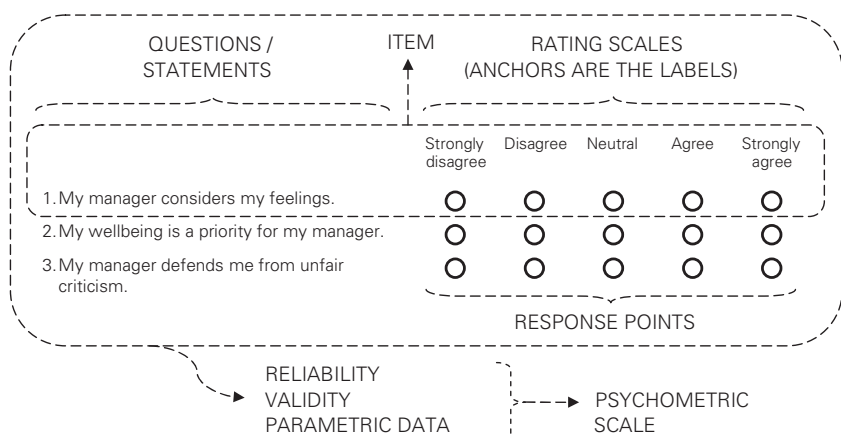 QUESTIONS /
STATEMENTS
ITEM
RATING SCALES
(ANCHORS ARE THE LABELS)
Strongly
disagree
Disagree
Neutral
Agree
Strongly
agree
1. My manager considers my feelings.
2. My wellbeing is a priority for my manager.
3. My manager defends me from unfair
criticism.
RESPONSE POINTS
RELIABILITY
VALIDITY
PARAMETRIC DATA
PSYCHOMETRIC
SCALE